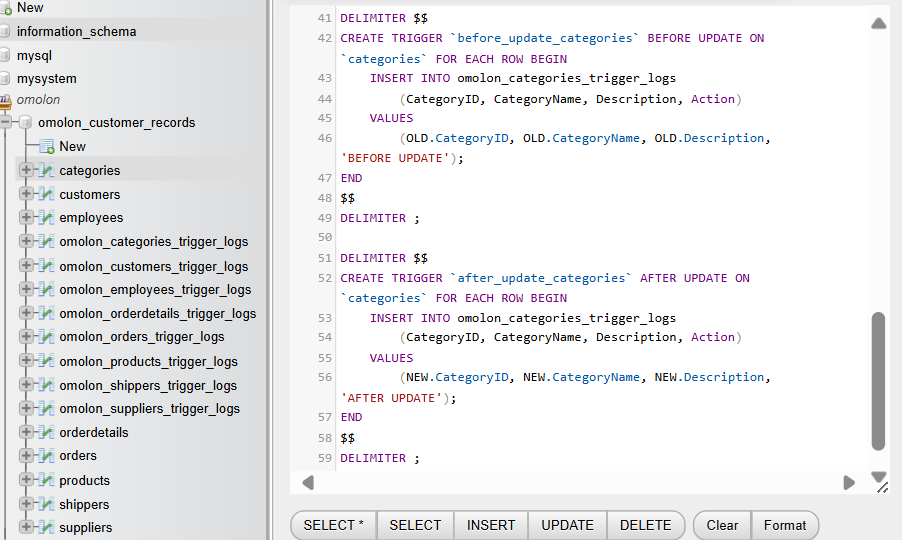 New
information_schema
mysql
mysystem
omolon
omolon_customer_records
New
categories
customers
employees
omolon_categories_trigger_logs
omolon_customers_trigger_logs
omolon_employees_trigger_logs
omolon_orderdetails_trigger_logs
omolon_orders_trigger_logs
omolon_products_trigger_logs
omolon_shippers_trigger_logs
omolon_suppliers_trigger_logs
orderdetails
orders
products
shippers
suppliers
41 DELIMITER $$
42 CREATE TRIGGER `before_update_categories` BEFORE UPDATE ON
`categories` FOR EACH ROW BEGIN
43     INSERT INTO omolon_categories_trigger_logs
44         (CategoryID, CategoryName, Description, Action)
45     VALUES
46         (OLD.CategoryID, OLD.CategoryName, OLD.Description,
'BEFORE UPDATE');
47 END
48 $$
49 DELIMITER ;
50
51 DELIMITER $$
52 CREATE TRIGGER `after_update_categories` AFTER UPDATE ON
`categories` FOR EACH ROW BEGIN
53     INSERT INTO omolon_categories_trigger_logs
54         (CategoryID, CategoryName, Description, Action)
55     VALUES
56         (NEW.CategoryID, NEW.CategoryName, NEW.Description,
'AFTER UPDATE');
57 END
58 $$
59 DELIMITER ;
SELECT * SELECT INSERT UPDATE DELETE Clear Format